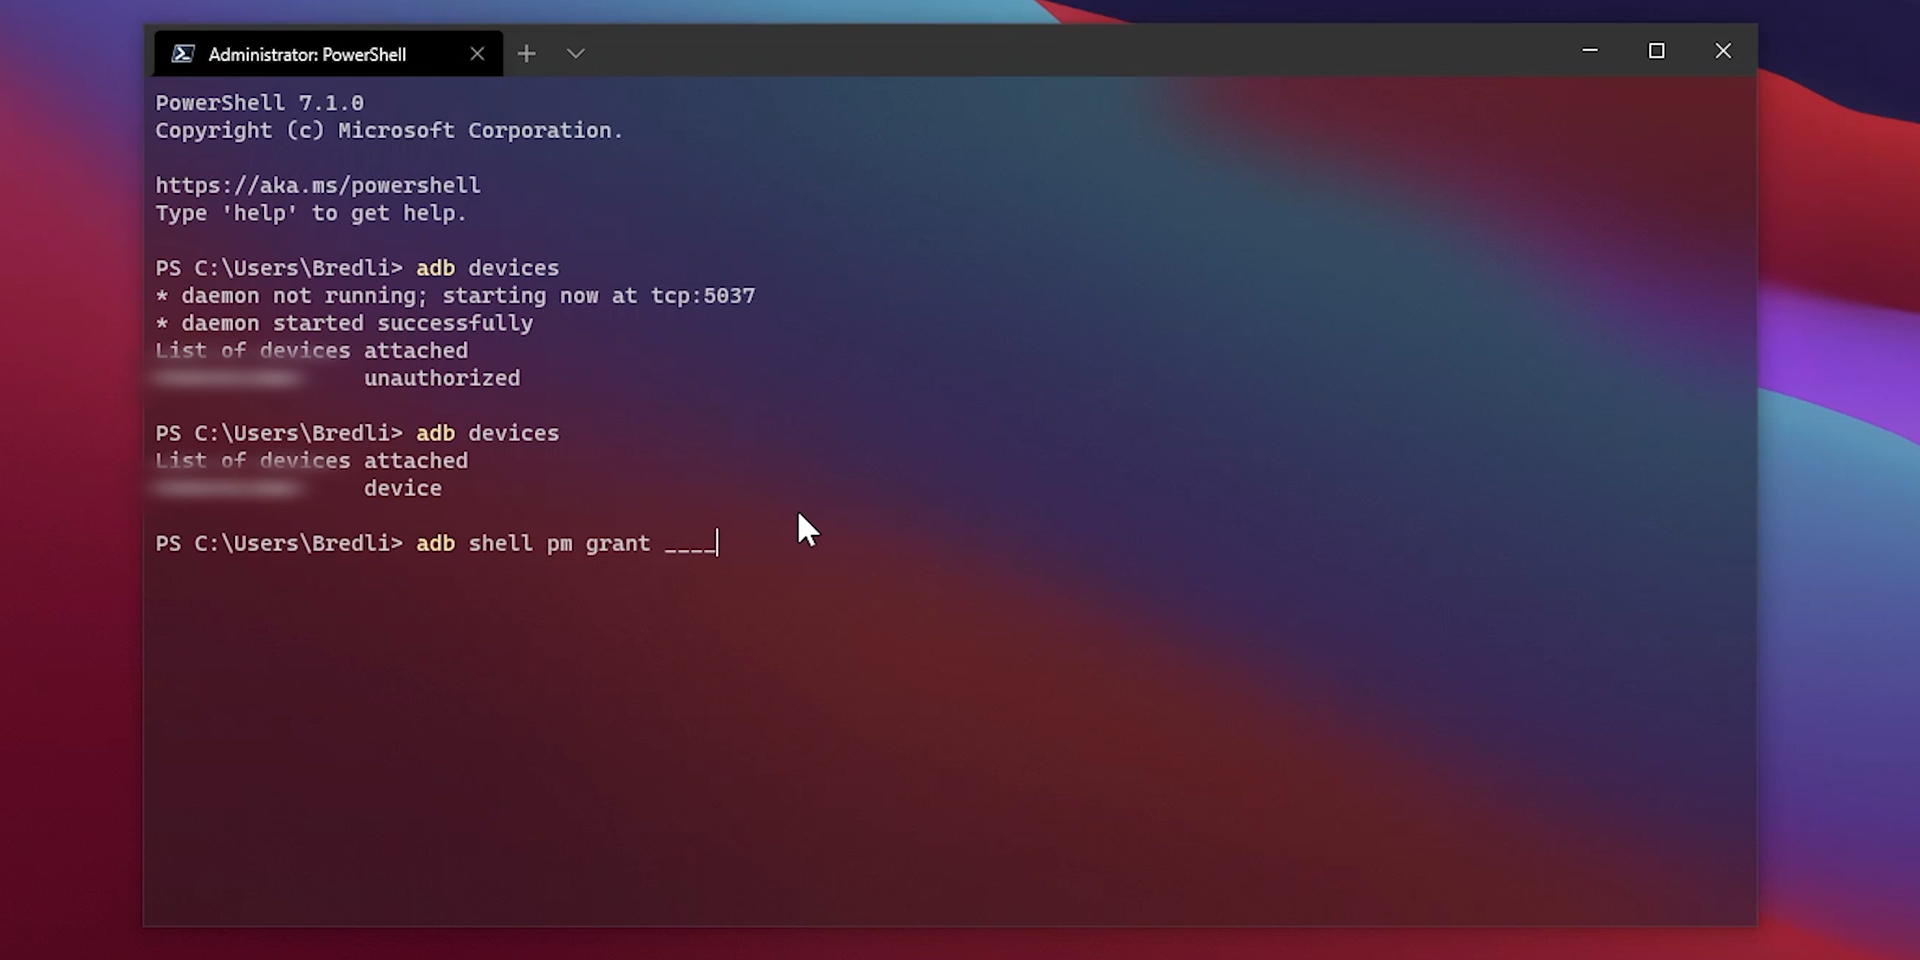 Administrator: PowerShell
PowerShell 7.1.0
Copyright (c) Microsoft Corporation.
https://aka.ms/powershell
Type 'help' to get help.
PS C:\Users\Bredli> adb devices
* daemon not running; starting now at tcp:5037
* daemon started successfully
List of devices attached
unauthorized
PS C:\Users\Bredli> adb devices
List of devices attached
device
PS C:\Users\Bredli> adb shell pm grant ____